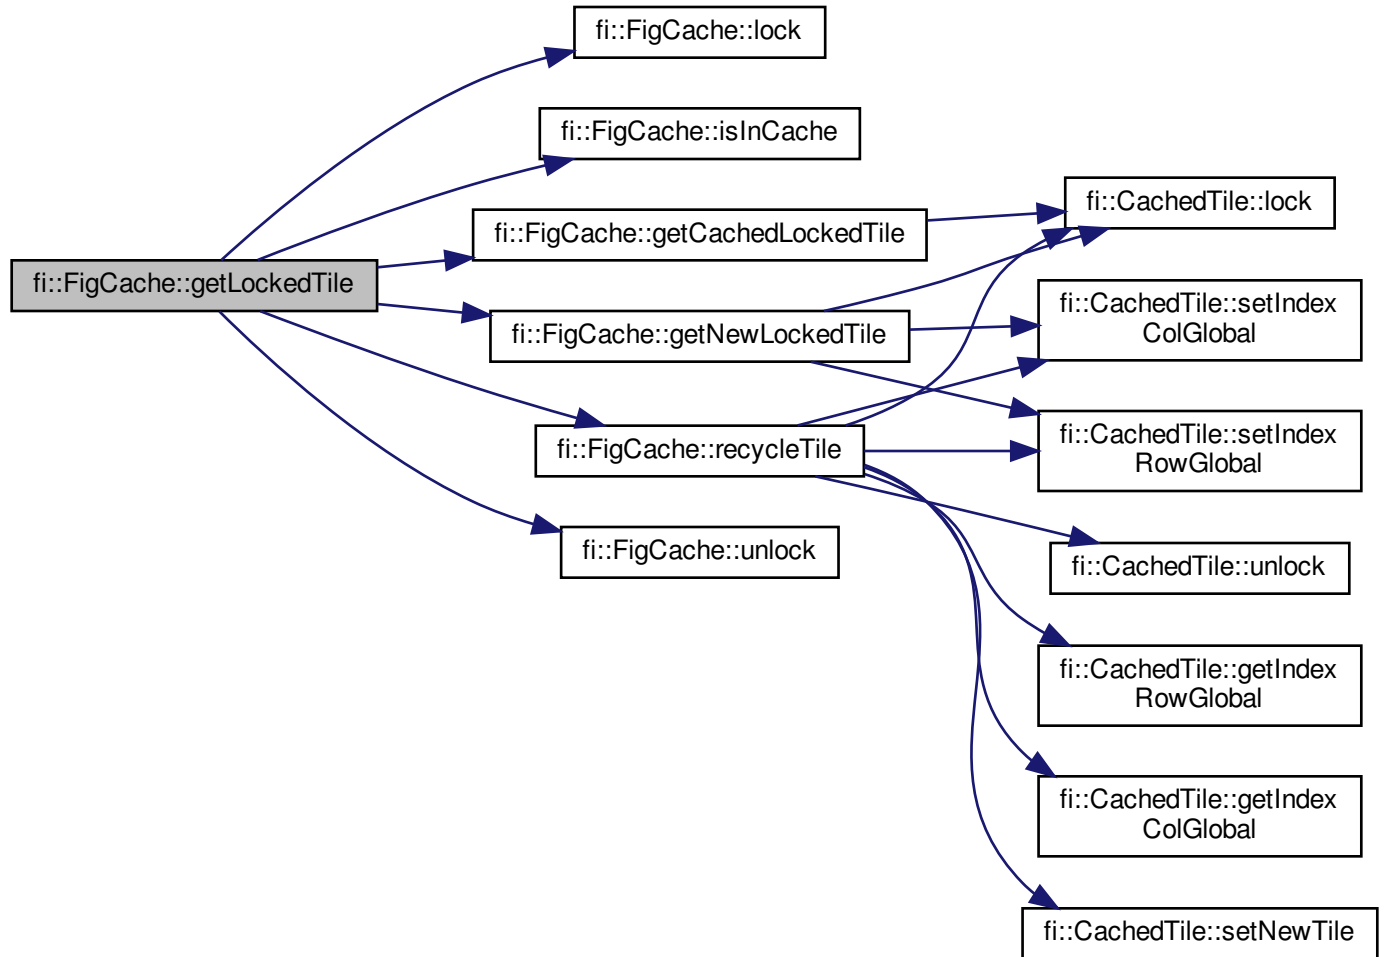 fi::FigCache::getLockedTile
fi::FigCache::lock
fi::FigCache::isInCache
fi::FigCache::getCachedLockedTile
fi::FigCache::getNewLockedTile
fi::FigCache::recycleTile
fi::FigCache::unlock
fi::CachedTile::lock
fi::CachedTile::setIndex
ColGlobal
fi::CachedTile::setIndex
RowGlobal
fi::CachedTile::unlock
fi::CachedTile::getIndex
RowGlobal
fi::CachedTile::getIndex
ColGlobal
fi::CachedTile::setNewTile